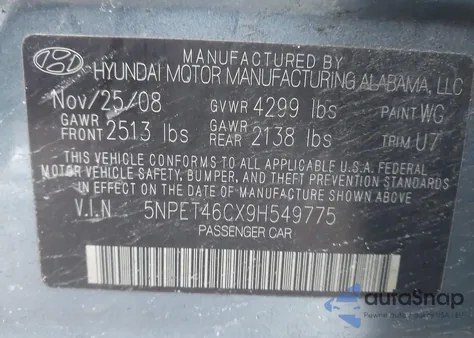 MANUFACTURED BY
HYUNDAI MOTOR MANUFACTURING ALABAMA, LLC
Nov/25/08 GVWR 4299 lbs PAINT WG
GAWR FRONT 2513 lbs GAWR REAR 2138 lbs TRIM U7
THIS VEHICLE CONFORMS TO ALL APPLICABLE U.S.A. FEDERAL
MOTOR VEHICLE SAFETY, BUMPER, AND THEFT PREVENTION STANDARDS
IN EFFECT ON THE DATE OF MANUFACTURE SHOWN ABOVE.
V.I.N. 5NPET46CX9H549775
PASSENGER CAR
autoSnap